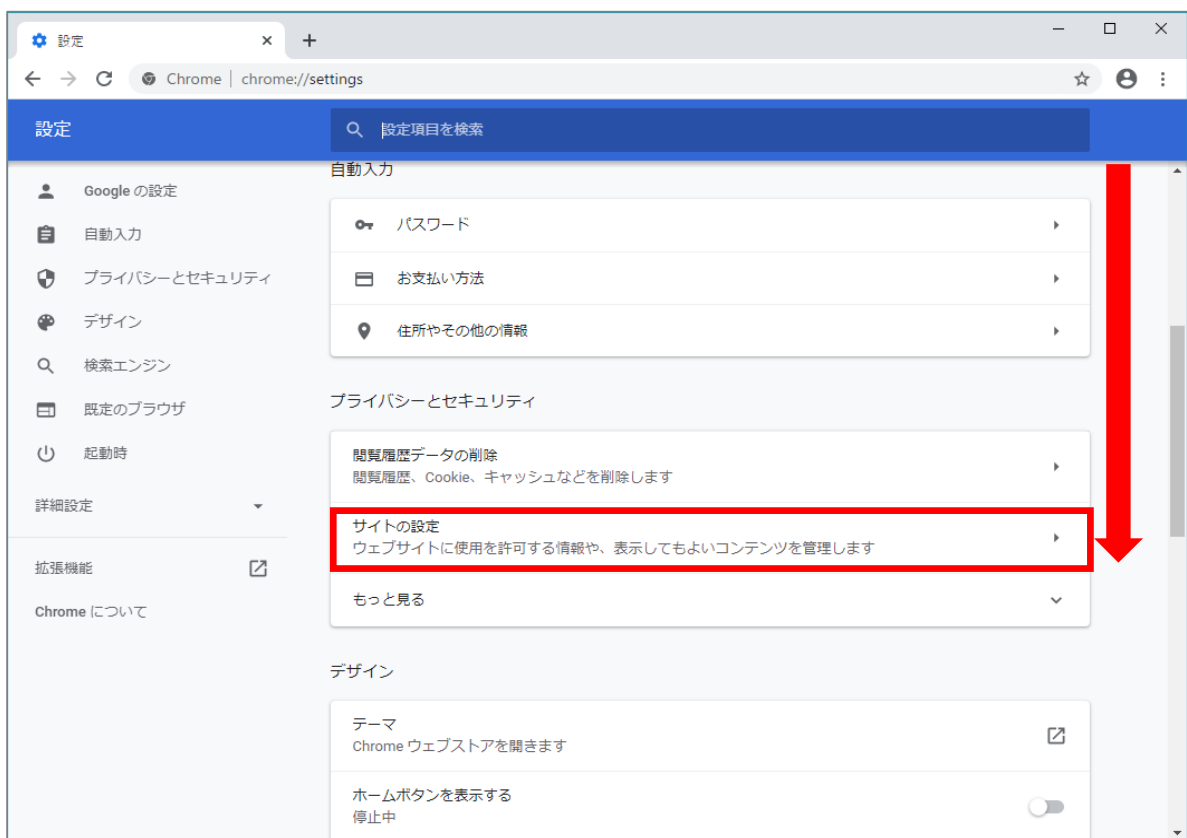 設定
Chrome | chrome://settings
設定
設定項目を検索
Google の設定
自動入力
プライバシーとセキュリティ
デザイン
検索エンジン
既定のブラウザ
起動時
詳細設定
拡張機能
Chrome について
自動入力
パスワード
お支払い方法
住所やその他の情報
プライバシーとセキュリティ
閲覧履歴データの削除
閲覧履歴、Cookie、キャッシュなどを削除します
サイトの設定
ウェブサイトに使用を許可する情報や、表示してもよいコンテンツを管理します
もっと見る
デザイン
テーマ
Chrome ウェブストアを開きます
ホームボタンを表示する
停止中